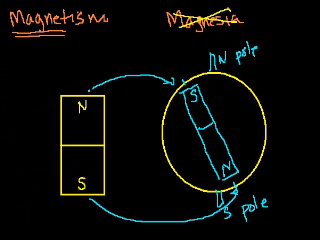 Magnetism
Magnesia
N pole
N
S
S
N
S pole